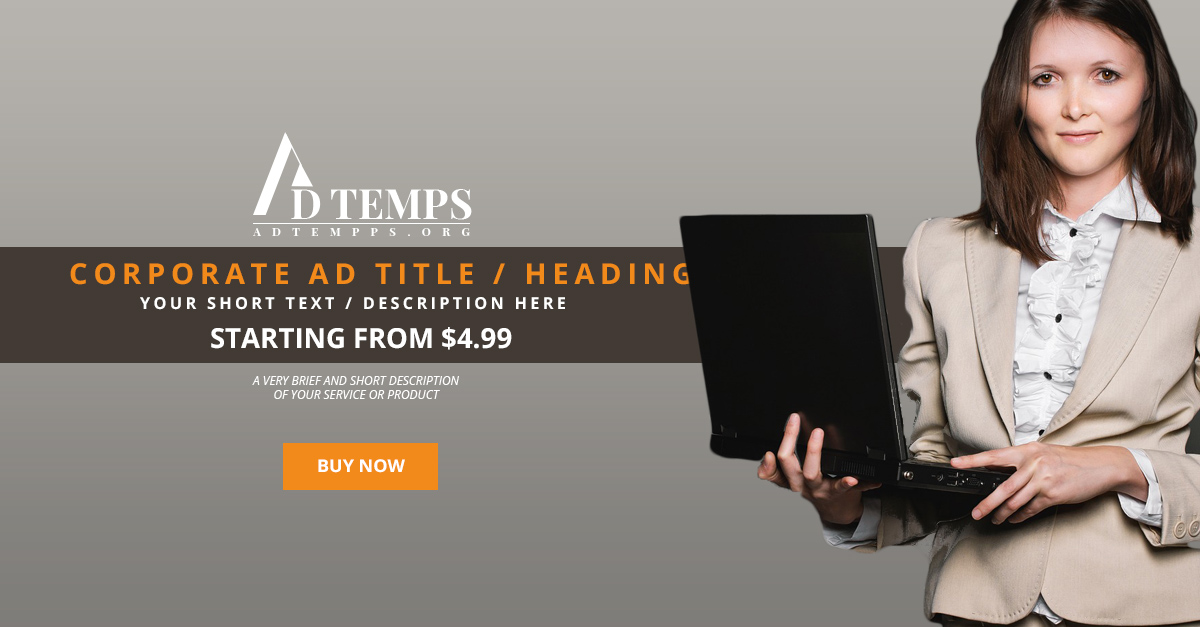 AD TEMPS
ADTEMPPS.ORG
CORPORATE AD TITLE / HEADING
YOUR SHORT TEXT / DESCRIPTION HERE
STARTING FROM $4.99
A VERY BRIEF AND SHORT DESCRIPTION
OF YOUR SERVICE OR PRODUCT
BUY NOW